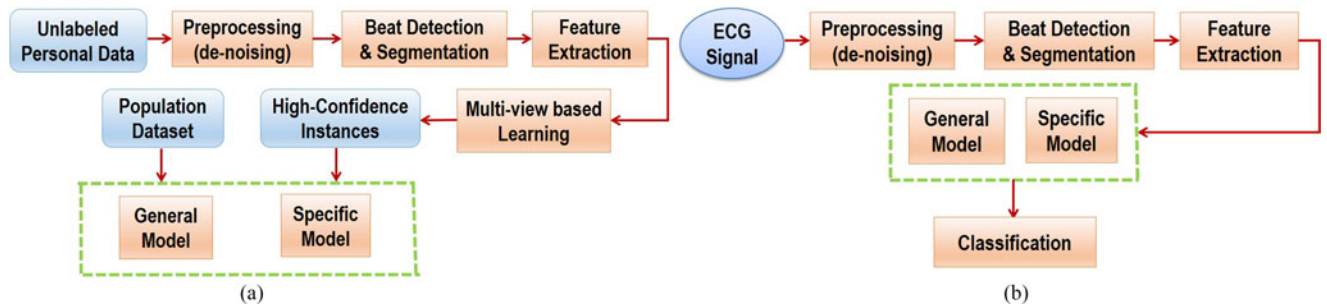 Unlabeled
Personal Data
Preprocessing
(de-noising)
Beat Detection
& Segmentation
Feature
Extraction
Population
Dataset
High-Confidence
Instances
Multi-view based
Learning
General
Model
Specific
Model
(a)
ECG
Signal
Preprocessing
(de-noising)
Beat Detection
& Segmentation
Feature
Extraction
General
Model
Specific
Model
Classification
(b)